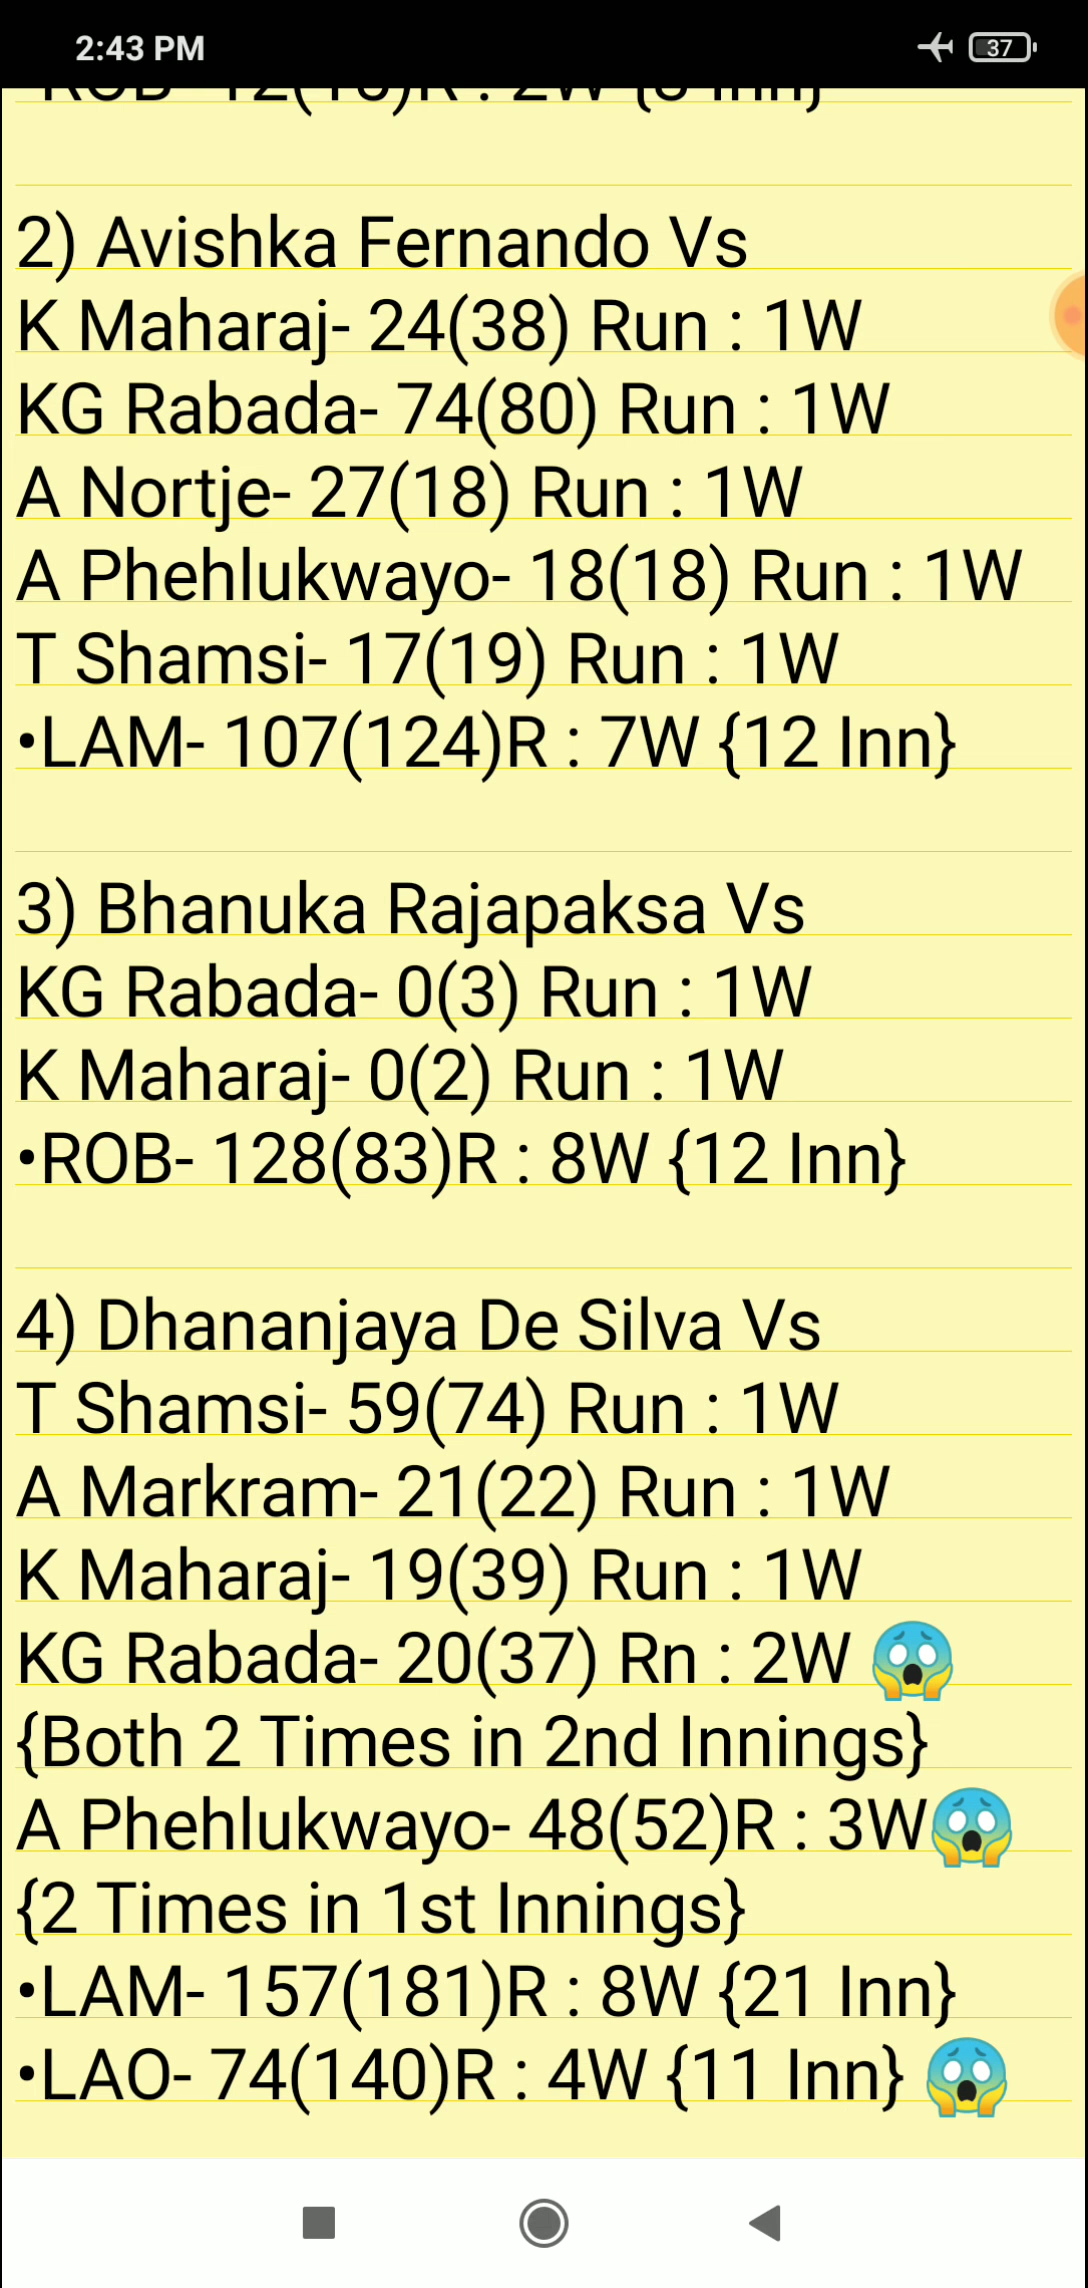 2:43 PM
37
2) Avishka Fernando Vs
K Maharaj- 24(38) Run : 1W
KG Rabada- 74(80) Run : 1W
A Nortje- 27(18) Run : 1W
A Phehlukwayo- 18(18) Run : 1W
T Shamsi- 17(19) Run : 1W
•LAM- 107(124)R : 7W {12 Inn}
3) Bhanuka Rajapaksa Vs
KG Rabada- 0(3) Run : 1W
K Maharaj- 0(2) Run : 1W
•ROB- 128(83)R : 8W {12 Inn}
4) Dhananjaya De Silva Vs
T Shamsi- 59(74) Run : 1W
A Markram- 21(22) Run : 1W
K Maharaj- 19(39) Run : 1W
KG Rabada- 20(37) Rn : 2W 😱
{Both 2 Times in 2nd Innings}
A Phehlukwayo- 48(52)R : 3W😱
{2 Times in 1st Innings}
•LAM- 157(181)R : 8W {21 Inn}
•LAO- 74(140)R : 4W {11 Inn} 😱